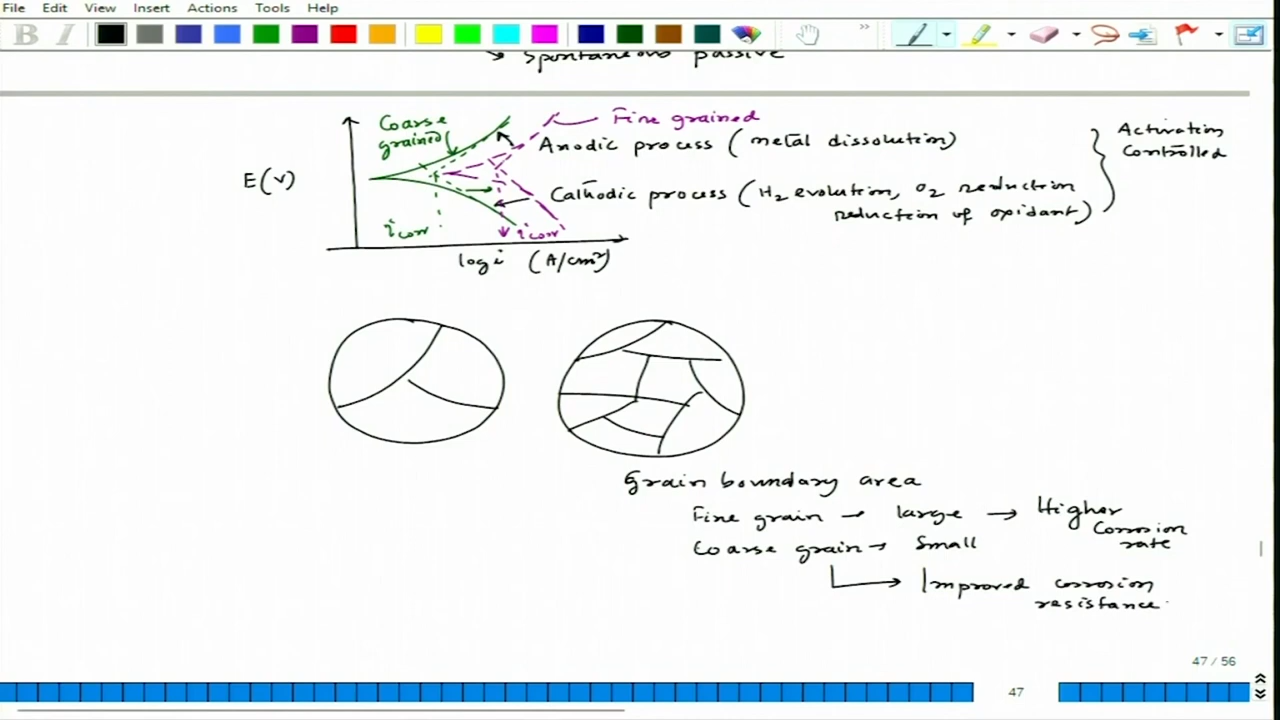 File Edit View Insert Actions Tools Help
B I
↳ Spontaneous passive
Coarse grained
Fine grained
Anodic process (metal dissolution)
Activation
Controlled
E(V)
Cathodic process (H₂ evolution, O₂ reduction
reduction of oxidant)
icorr icorr
log i (A/cm²)
Grain boundary area
Fine grain → large → Higher
Corrosion
rate
Coarse grain → Small
Improved corrosion
resistance.
47 / 56
47